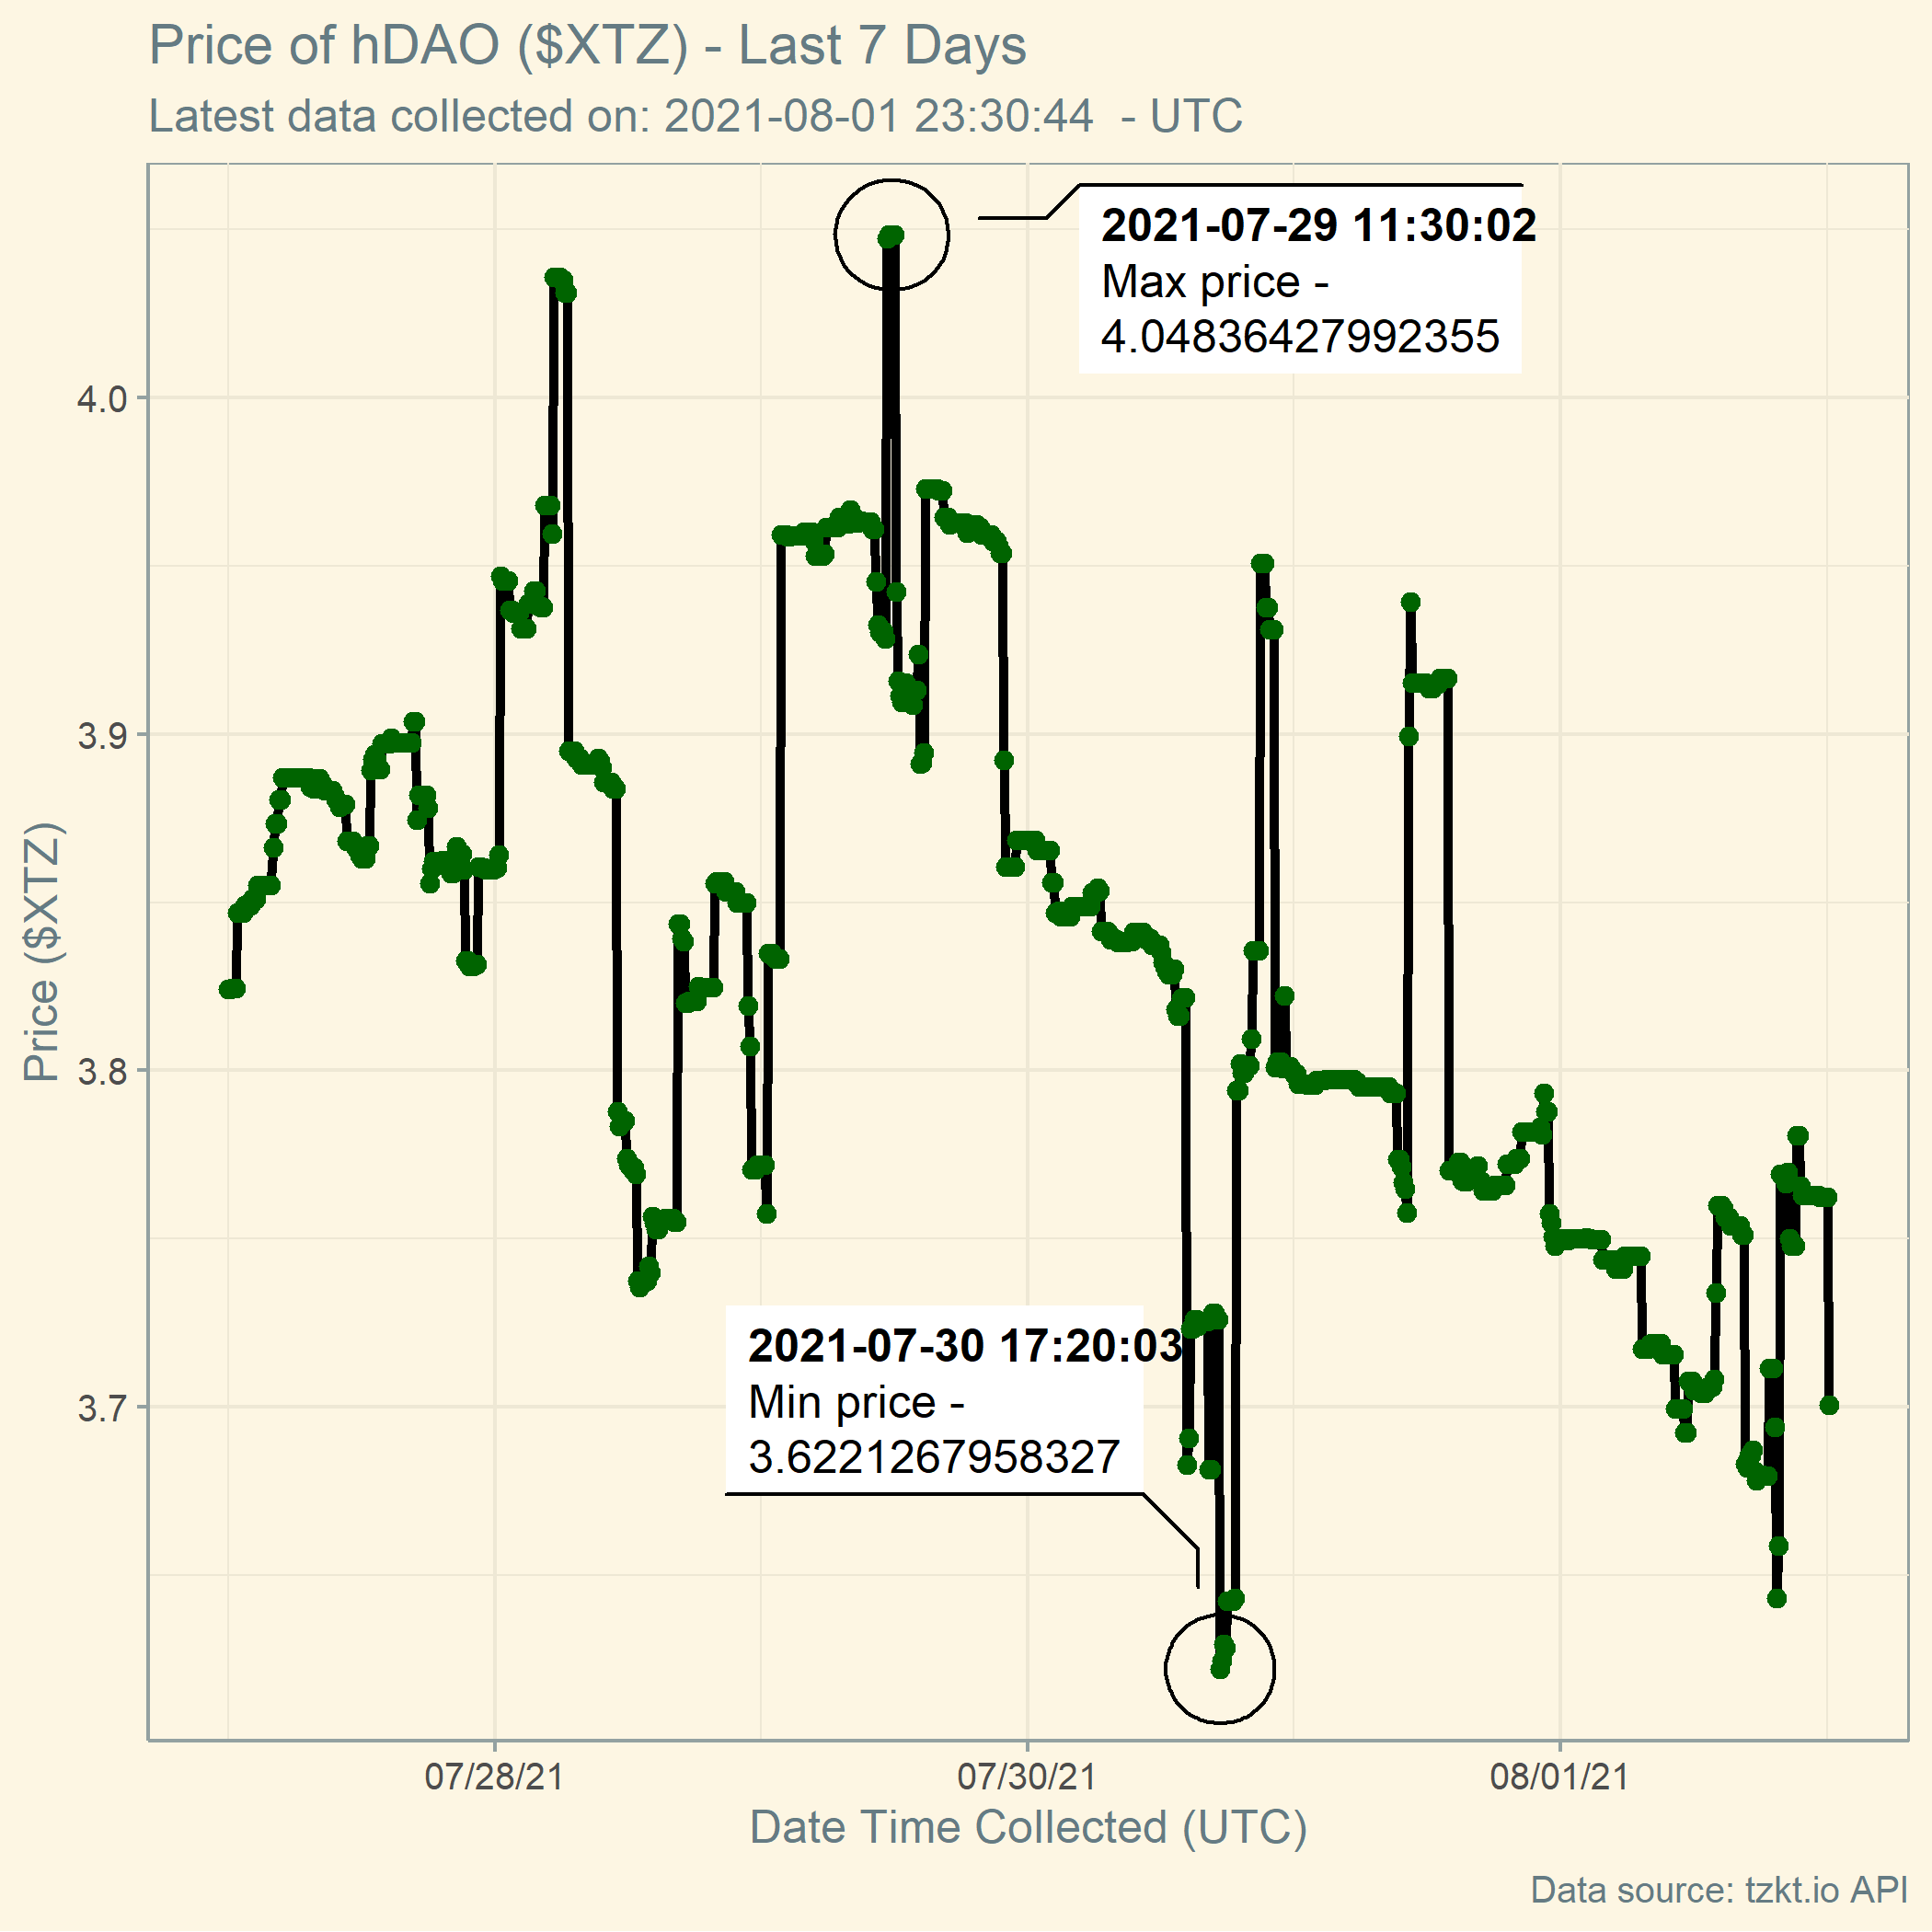 Price of hDAO ($XTZ) - Last 7 Days
Latest data collected on: 2021-08-01 23:30:44  - UTC
2021-07-29 11:30:02
Max price -
4.04836427992355
4.0
3.9
3.8
3.7
Price ($XTZ)
2021-07-30 17:20:03
Min price -
3.6221267958327
07/28/21
07/30/21
08/01/21
Date Time Collected (UTC)
Data source: tzkt.io API